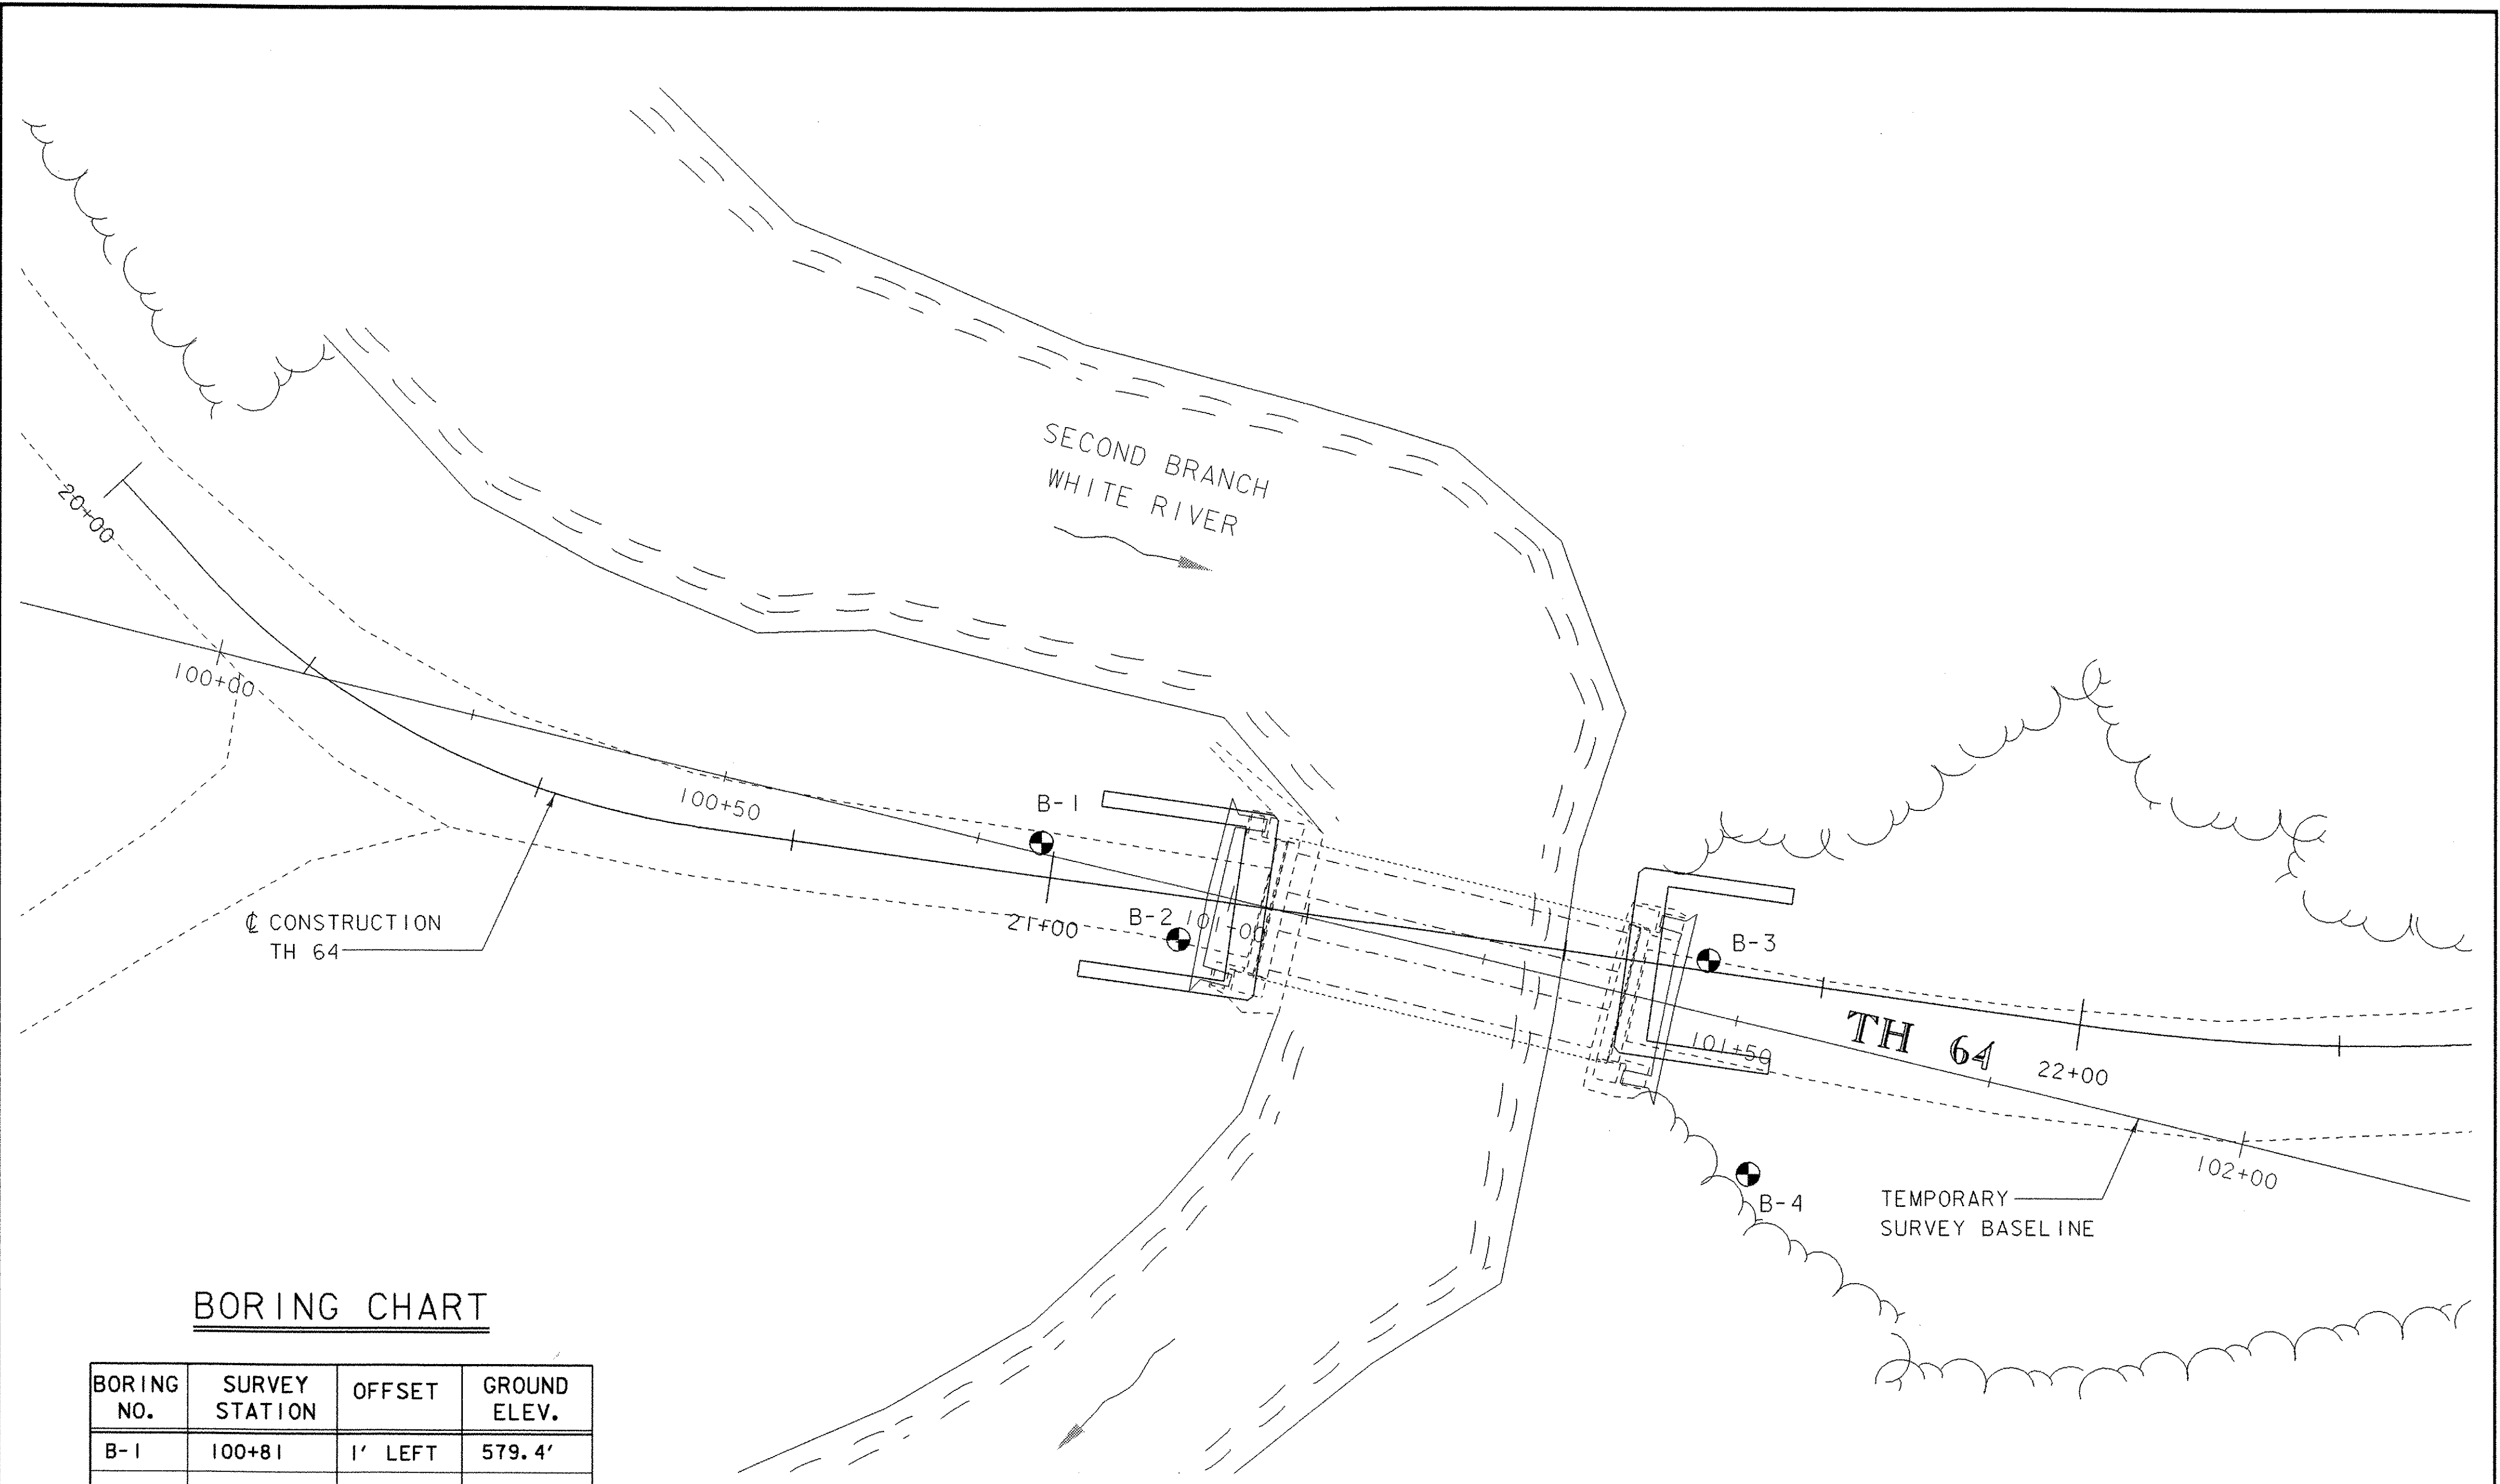 SECOND BRANCH
WHITE RIVER
20+00
100+00
100+50
B-1
℄ CONSTRUCTION
TH 64
21+00
B-2
B-3
101+50
TH 64
22+00
102+00
TEMPORARY
SURVEY BASELINE
B-4
BORING CHART
BORING NO. SURVEY STATION OFFSET GROUND ELEV.
B-1 100+81 1' LEFT 579.4'